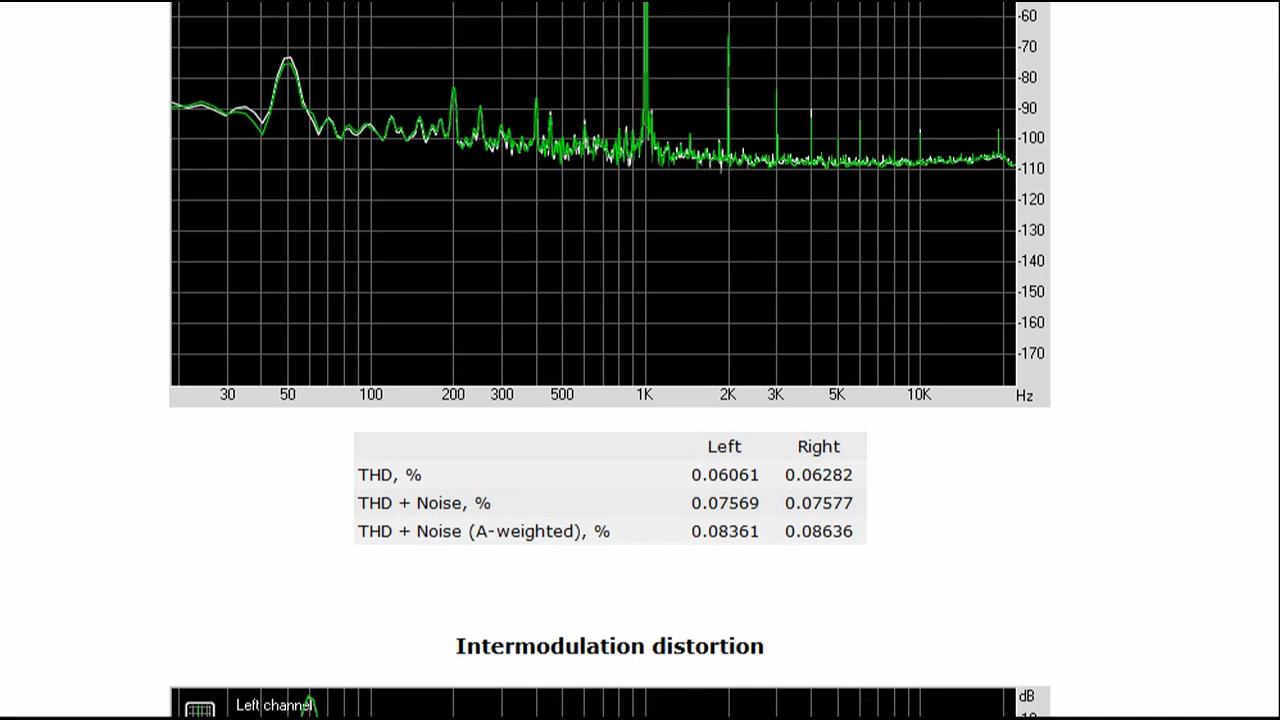 -60
-70
-80
-90
-100
-110
-120
-130
-140
-150
-160
-170
30 50 100 200 300 500 1K 2K 3K 5K 10K Hz
Left Right
THD, % 0.06061 0.06282
THD + Noise, % 0.07569 0.07577
THD + Noise (A-weighted), % 0.08361 0.08636
Intermodulation distortion
Left channel dB